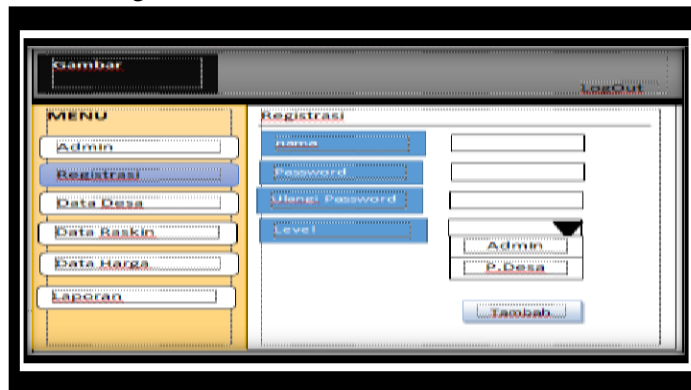 Gambar
LogOut
MENU
Admin
Registrasi
Data Desa
Data Raskin
Data Harga
Laporan
Registrasi
nama
Password
Ulangi Password
Level
Admin
P.Desa
Tambah